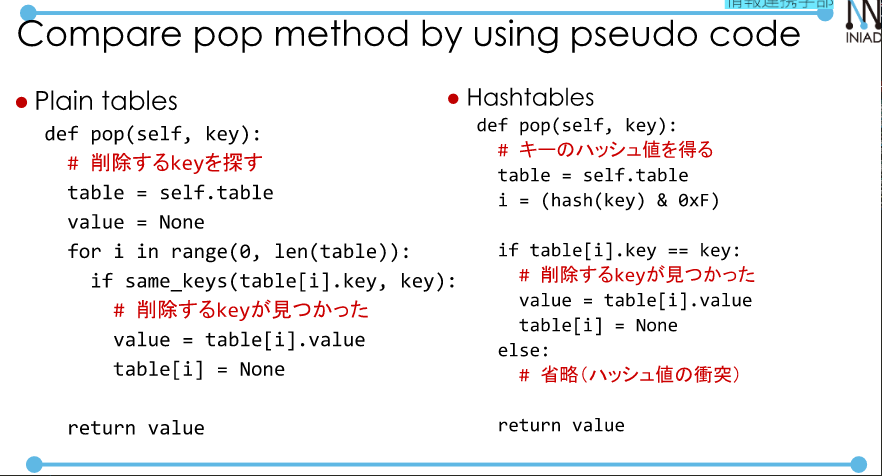 情報連携学部
INIAD
Compare pop method by using pseudo code
● Plain tables
def pop(self, key):
# 削除するkeyを探す
table = self.table
value = None
for i in range(0, len(table)):
if same_keys(table[i].key, key):
# 削除するkeyが見つかった
value = table[i].value
table[i] = None
return value
● Hashtables
def pop(self, key):
# キーのハッシュ値を得る
table = self.table
i = (hash(key) & 0xF)
if table[i].key == key:
# 削除するkeyが見つかった
value = table[i].value
table[i] = None
else:
# 省略(ハッシュ値の衝突)
return value